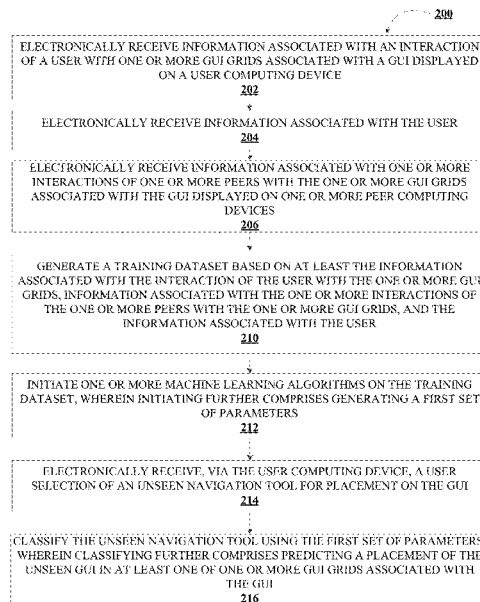 200
ELECTRONICALLY RECEIVE INFORMATION ASSOCIATED WITH AN INTERACTION
OF A USER WITH ONE OR MORE GUI GRIDS ASSOCIATED WITH A GUI DISPLAYED
ON A USER COMPUTING DEVICE
202
ELECTRONICALLY RECEIVE INFORMATION ASSOCIATED WITH THE USER
204
ELECTRONICALLY RECEIVE INFORMATION ASSOCIATED WITH ONE OR MORE
INTERACTIONS OF ONE OR MORE PEERS WITH THE ONE OR MORE GUI GRIDS
ASSOCIATED WITH THE GUI DISPLAYED ON ONE OR MORE PEER COMPUTING
DEVICES
206
GENERATE A TRAINING DATASET BASED ON AT LEAST THE INFORMATION
ASSOCIATED WITH THE INTERACTION OF THE USER WITH THE ONE OR MORE GUI
GRIDS, INFORMATION ASSOCIATED WITH THE ONE OR MORE INTERACTIONS OF
THE ONE OR MORE PEERS WITH THE ONE OR MORE GUI GRIDS, AND THE
INFORMATION ASSOCIATED WITH THE USER
210
INITIATE ONE OR MORE MACHINE LEARNING ALGORITHMS ON THE TRAINING
DATASET, WHEREIN INITIATING FURTHER COMPRISES GENERATING A FIRST SET
OF PARAMETERS
212
ELECTRONICALLY RECEIVE, VIA THE USER COMPUTING DEVICE, A USER
SELECTION OF AN UNSEEN NAVIGATION TOOL FOR PLACEMENT ON THE GUI
214
CLASSIFY THE UNSEEN NAVIGATION TOOL USING THE FIRST SET OF PARAMETERS
WHEREIN CLASSIFYING FURTHER COMPRISES PREDICTING A PLACEMENT OF THE
UNSEEN GUI IN AT LEAST ONE OF ONE OR MORE GUI GRIDS ASSOCIATED WITH
THE GUI
216